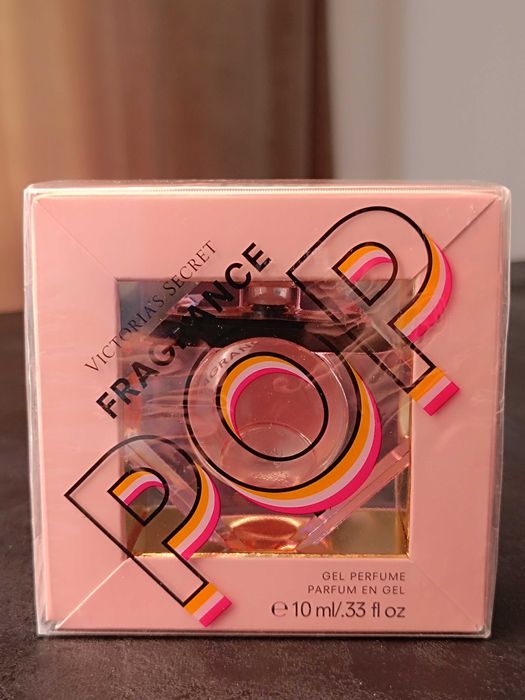 VICTORIA'S SECRET
FRAGRANCE
POP
GEL PERFUME
PARFUM EN GEL
℮ 10 ml/.33 fl oz